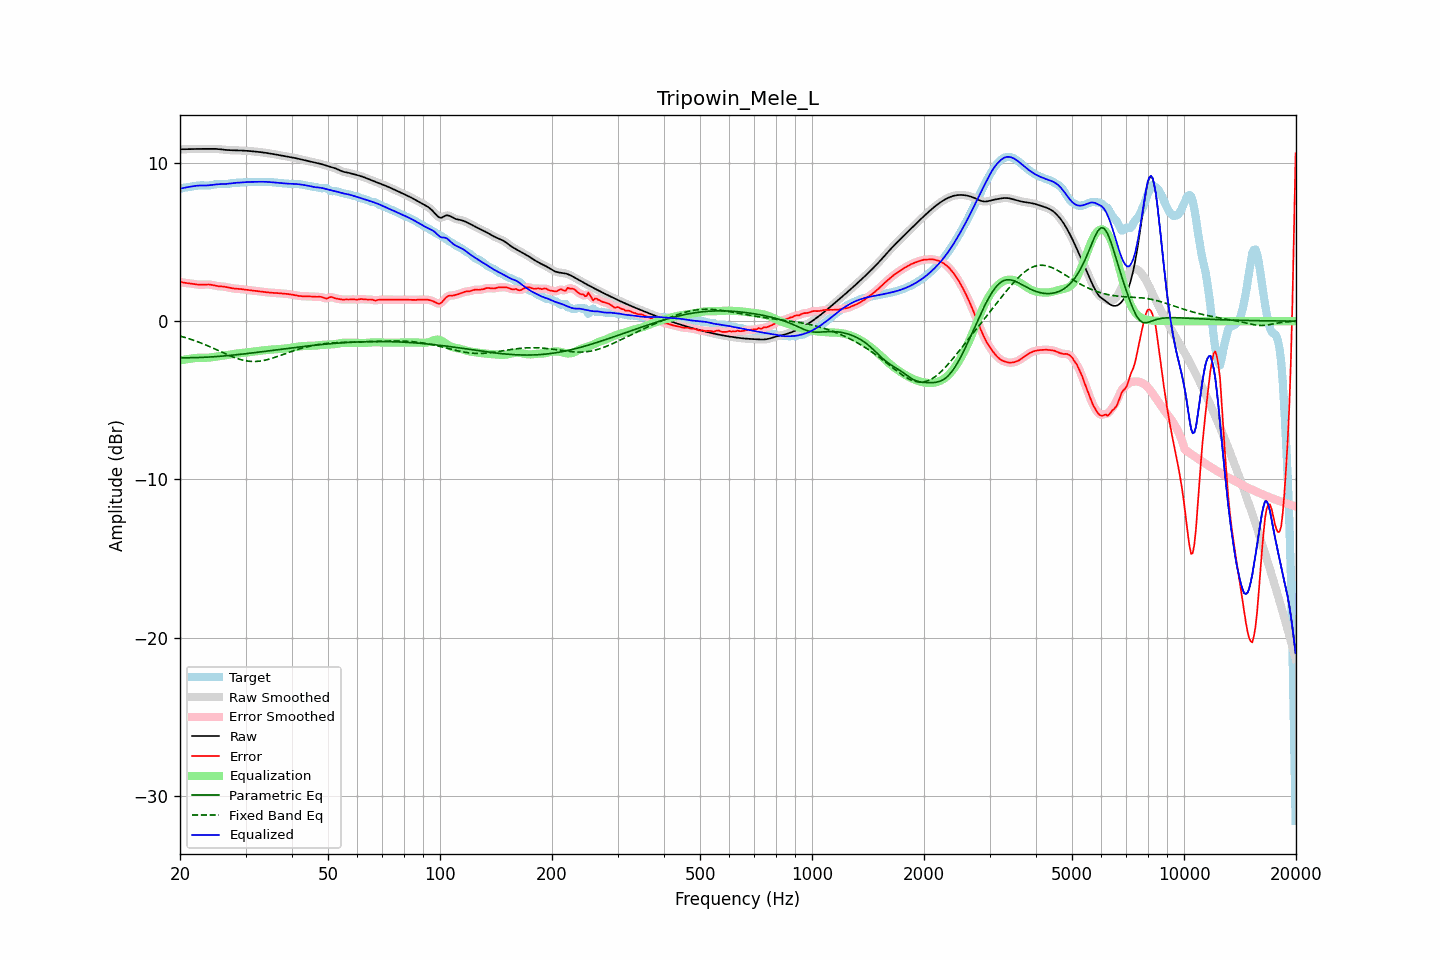 Tripowin_Mele_L
Amplitude (dBr)
10
0
−10
−20
−30
Target
Raw Smoothed
Error Smoothed
Raw
Error
Equalization
Parametric Eq
Fixed Band Eq
Equalized
20 50 100 200 500 1000 2000 5000 10000 20000
Frequency (Hz)